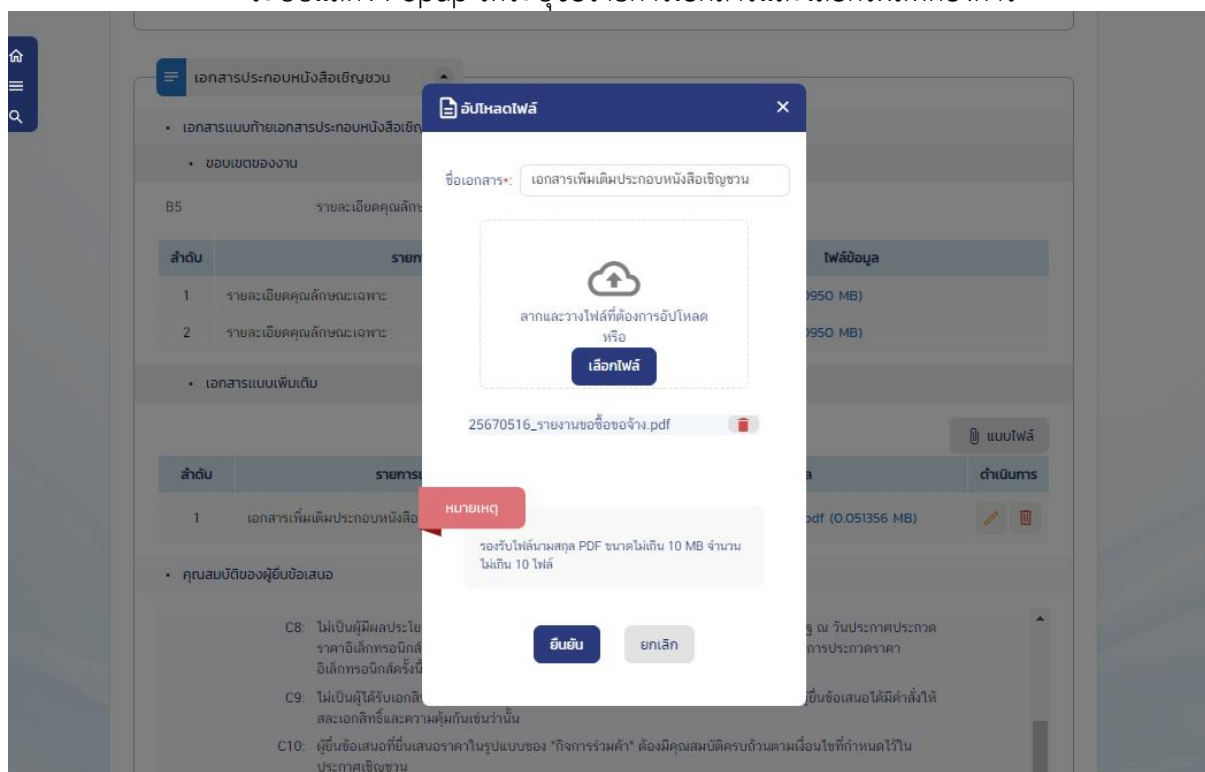 เอกสารประกอบหนังสือเชิญชวน
อัปโหลดไฟล์
• เอกสารแบบท้ายเอกสารประกอบหนังสือเชิญ
• ขอบเขตของงาน
ชื่อเอกสาร*: เอกสารเพิ่มเติมประกอบหนังสือเชิญชวน
B5 รายละเอียดคุณลักษ
ลำดับ รายก ไฟล์ข้อมูล
1 รายละเอียดคุณลักษณะเฉพาะ 0950 MB)
ลากและวางไฟล์ที่ต้องการอัปโหลด
2 รายละเอียดคุณลักษณะเฉพาะ 0950 MB)
หรือ
เลือกไฟล์
• เอกสารแบบเพิ่มเติม
25670516_รายงานขอซื้อขอจ้าง.pdf
แนบไฟล์
ลำดับ รายการ ดำเนินการ
หมายเหตุ
1 เอกสารเพิ่มเติมประกอบหนังสือ pdf (0.051356 MB)
รองรับไฟล์นามสกุล PDF ขนาดไม่เกิน 10 MB จำนวน
ไม่เกิน 10 ไฟล์
• คุณสมบัติของผู้ยื่นข้อเสนอ
C8: ไม่เป็นผู้มีผลประโย ฐ ณ วันประกาศประกวด
ราคาอิเล็กทรอนิกส์ การประกวดราคา
ยืนยัน ยกเลิก
อิเล็กทรอนิกส์ครั้งนี้
C9: ไม่เป็นผู้ได้รับเอกสิ ผู้ยื่นข้อเสนอได้มีคำสั่งให้
สละเอกสิทธิ์และความคุ้มกันเช่นว่านั้น
C10: ผู้ยื่นข้อเสนอที่ยื่นเสนอราคาในรูปแบบของ "กิจการร่วมค้า" ต้องมีคุณสมบัติครบถ้วนตามเงื่อนไขที่กำหนดไว้ใน
ประกาศเชิญชวน